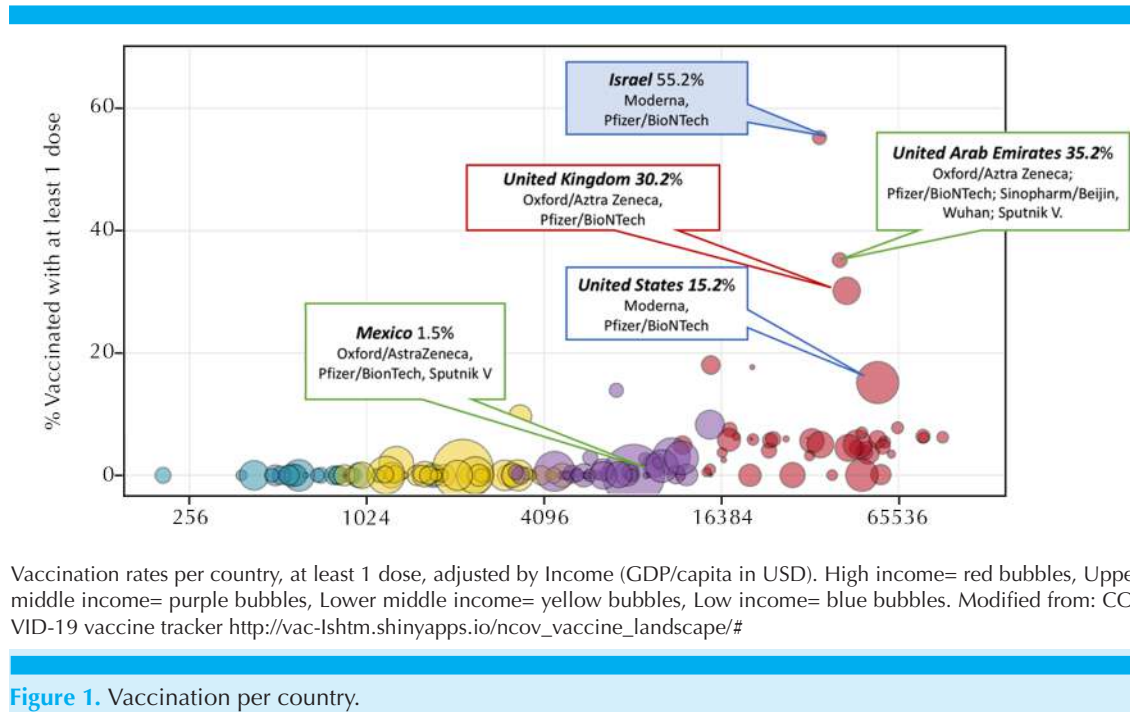 % Vaccinated with at least 1 dose
60
40
20
0
256
1024
4096
16384
65536
Israel 55.2%
Moderna,
Pfizer/BioNTech
United Arab Emirates 35.2%
Oxford/Aztra Zeneca;
Pfizer/BioNTech; Sinopharm/Beijin,
Wuhan; Sputnik V.
United Kingdom 30.2%
Oxford/Aztra Zeneca,
Pfizer/BioNTech
United States 15.2%
Moderna,
Pfizer/BioNTech
Mexico 1.5%
Oxford/AstraZeneca,
Pfizer/BionTech, Sputnik V
Vaccination rates per country, at least 1 dose, adjusted by Income (GDP/capita in USD). High income= red bubbles, Uppe
middle income= purple bubbles, Lower middle income= yellow bubbles, Low income= blue bubbles. Modified from: CO
VID-19 vaccine tracker http://vac-Ishtm.shinyapps.io/ncov_vaccine_landscape/#
Figure 1. Vaccination per country.